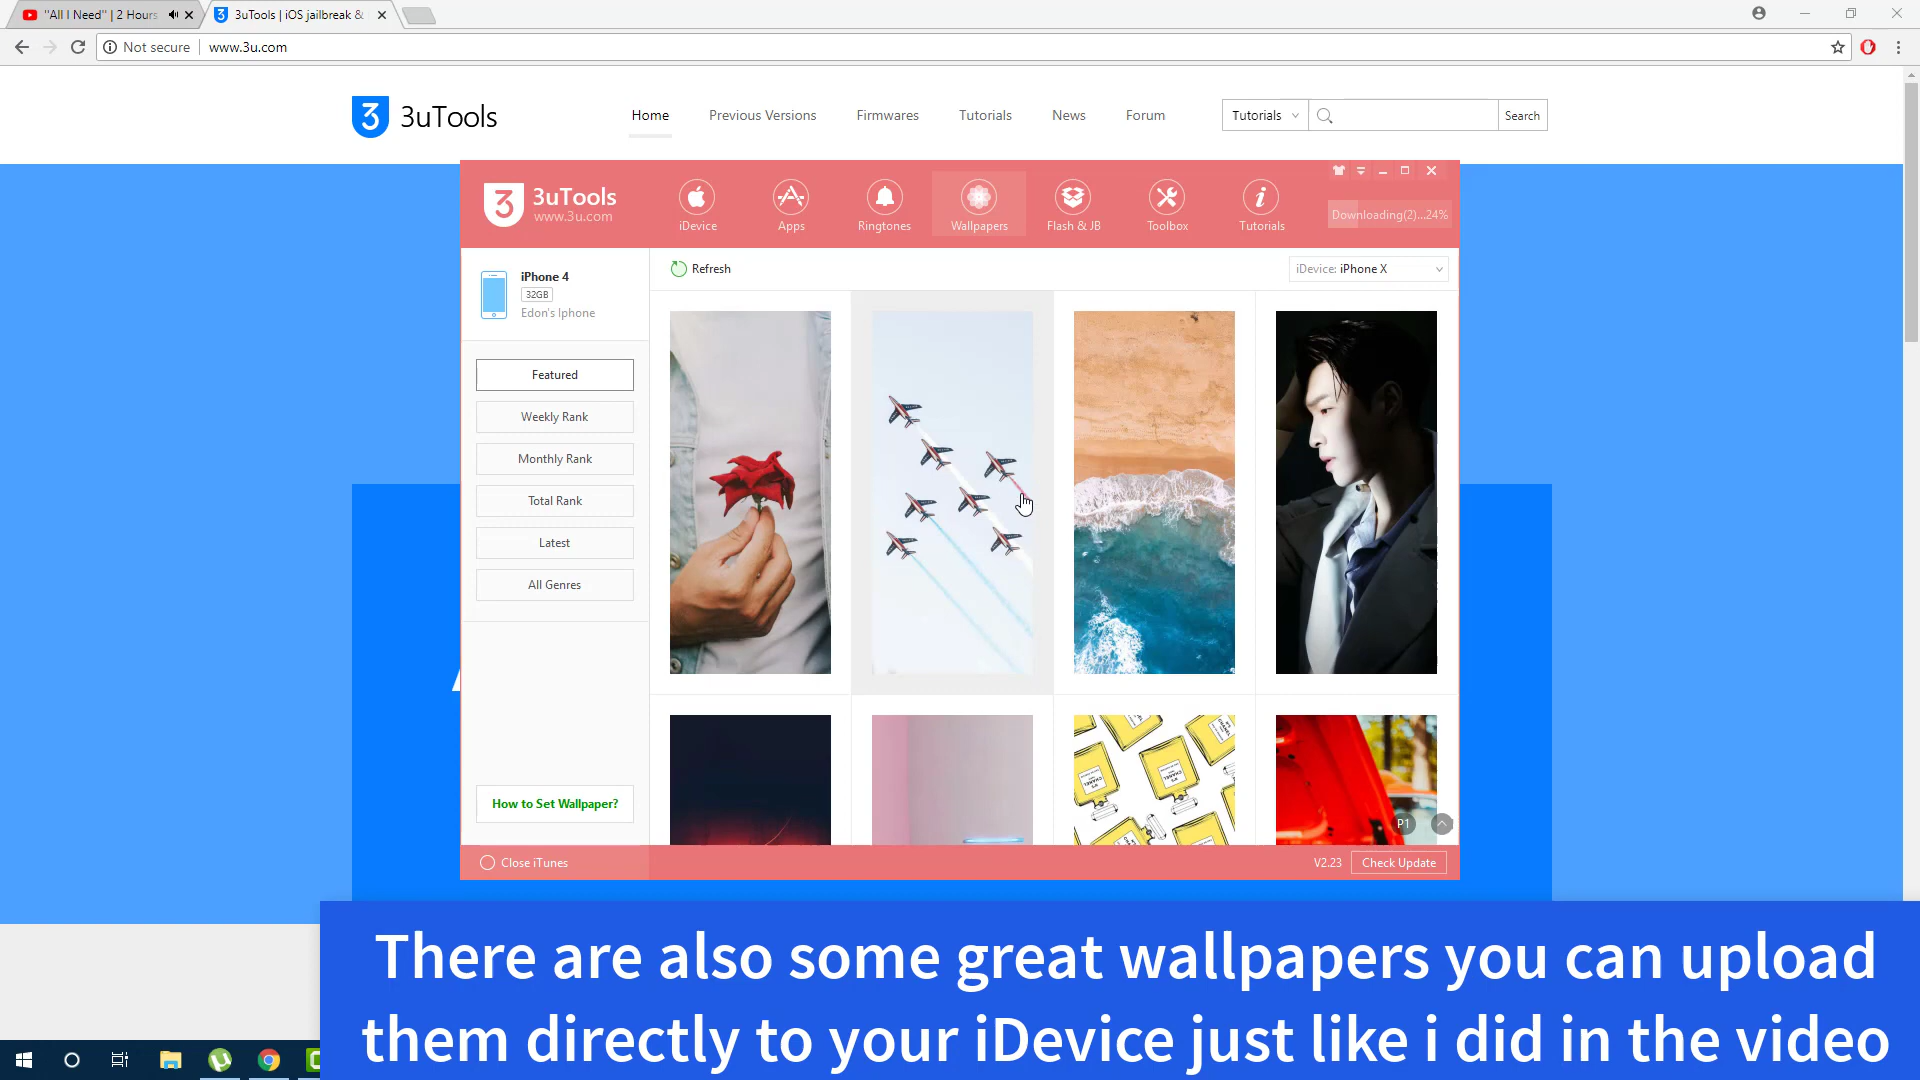 "All I Need" | 2 Hours
3uTools | iOS jailbreak &
Not secure
www.3u.com
3uTools
Home
Previous Versions
Firmwares
Tutorials
News
Forum
Tutorials
Search
3uTools
www.3u.com
iDevice
Apps
Ringtones
Wallpapers
Flash & JB
Toolbox
Tutorials
Downloading(2)...24%
iPhone 4
32GB
Edon's Iphone
Refresh
iDevice: iPhone X
Featured
Weekly Rank
Monthly Rank
Total Rank
Latest
All Genres
How to Set Wallpaper?
CHANEL
P1
Close iTunes
V2.23
Check Update
There are also some great wallpapers you can upload
them directly to your iDevice just like i did in the video